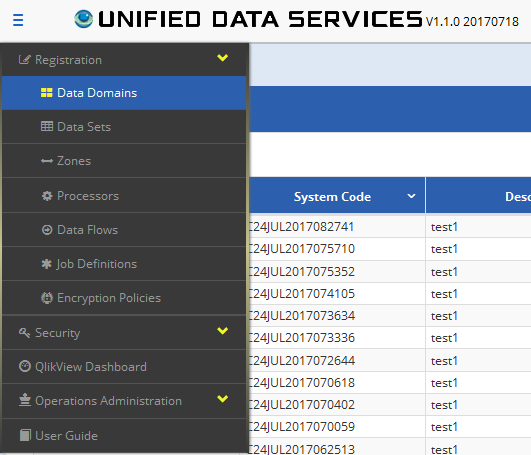 UNIFIED DATA SERVICES V1.1.0 20170718
Registration
Data Domains
Data Sets
Zones
Processors
Data Flows
Job Definitions
Encryption Policies
Security
QlikView Dashboard
Operations Administration
User Guide
System Code Desc
C24JUL2017082741 test1
C24JUL2017075710 test1
C24JUL2017075352 test1
C24JUL2017074105 test1
C24JUL2017073634 test1
C24JUL2017073336 test1
C24JUL2017072644 test1
C24JUL2017070618 test1
C24JUL2017070402 test1
C24JUL2017070059 test1
C24JUL2017062513 test1